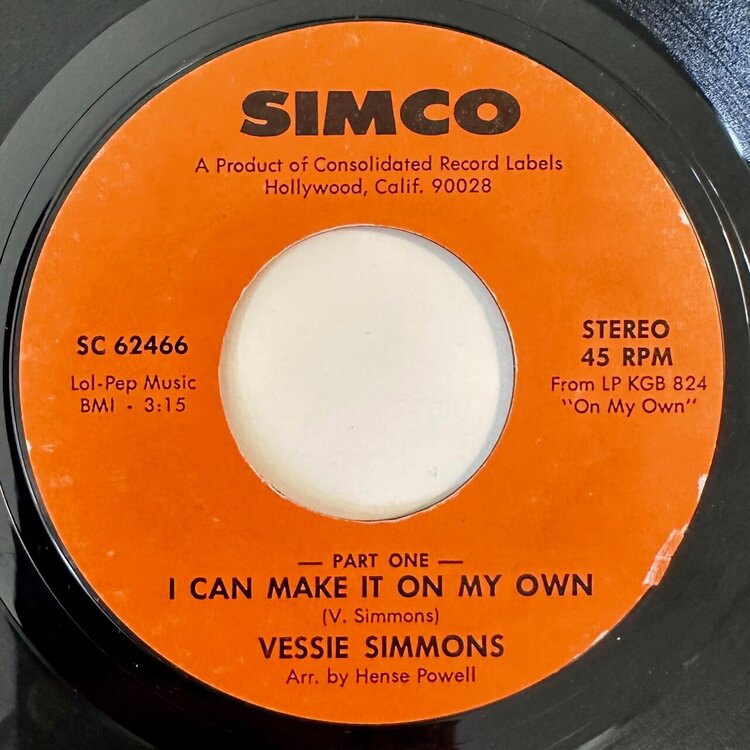 SIMCO
A Product of Consolidated Record Labels
Hollywood, Calif. 90028
SC 62466
Lol-Pep Music
BMI - 3:15
STEREO
45 RPM
From LP KGB 824
"On My Own"
— PART ONE —
I CAN MAKE IT ON MY OWN
(V. Simmons)
VESSIE SIMMONS
Arr. by Hense Powell